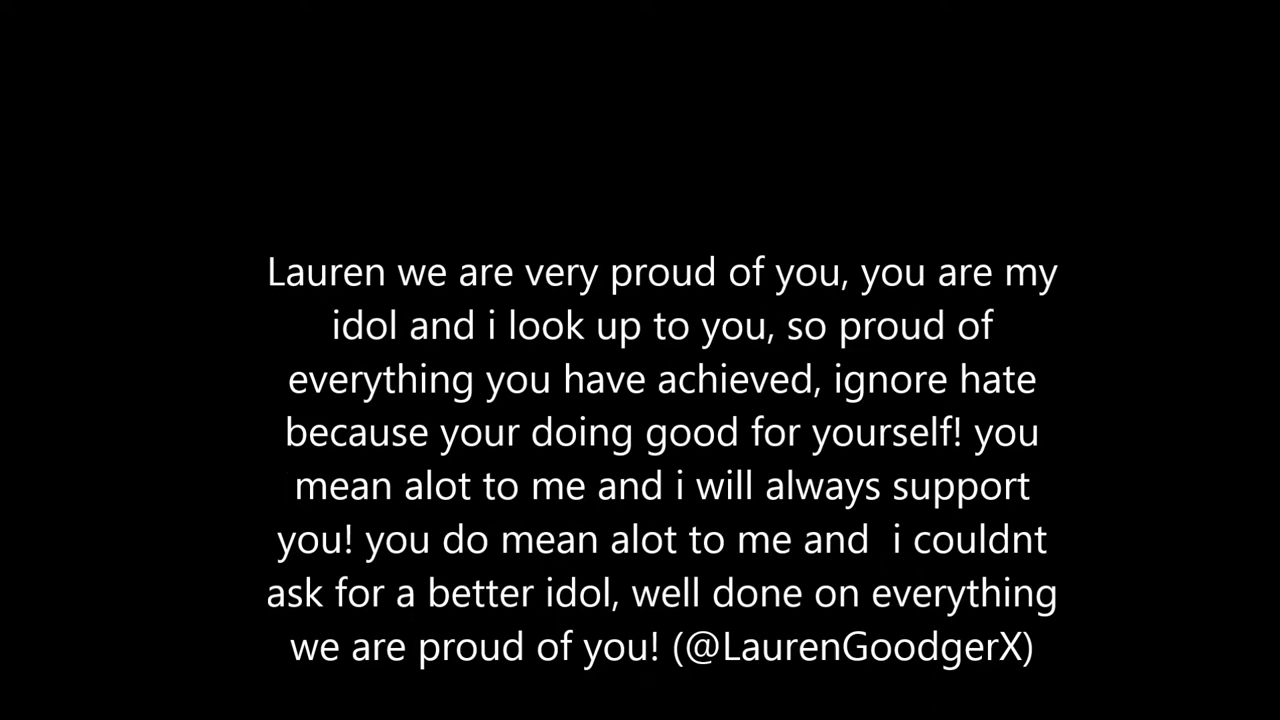 Lauren we are very proud of you, you are my
idol and i look up to you, so proud of
everything you have achieved, ignore hate
because your doing good for yourself! you
mean alot to me and i will always support
you! you do mean alot to me and  i couldnt
ask for a better idol, well done on everything
we are proud of you! (@LaurenGoodgerX)